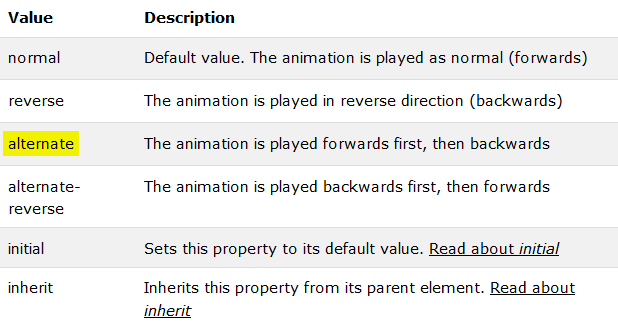 Value Description
normal Default value. The animation is played as normal (forwards)
reverse The animation is played in reverse direction (backwards)
alternate The animation is played forwards first, then backwards
alternate- The animation is played backwards first, then forwards
reverse
initial Sets this property to its default value. Read about initial
inherit Inherits this property from its parent element. Read about
inherit